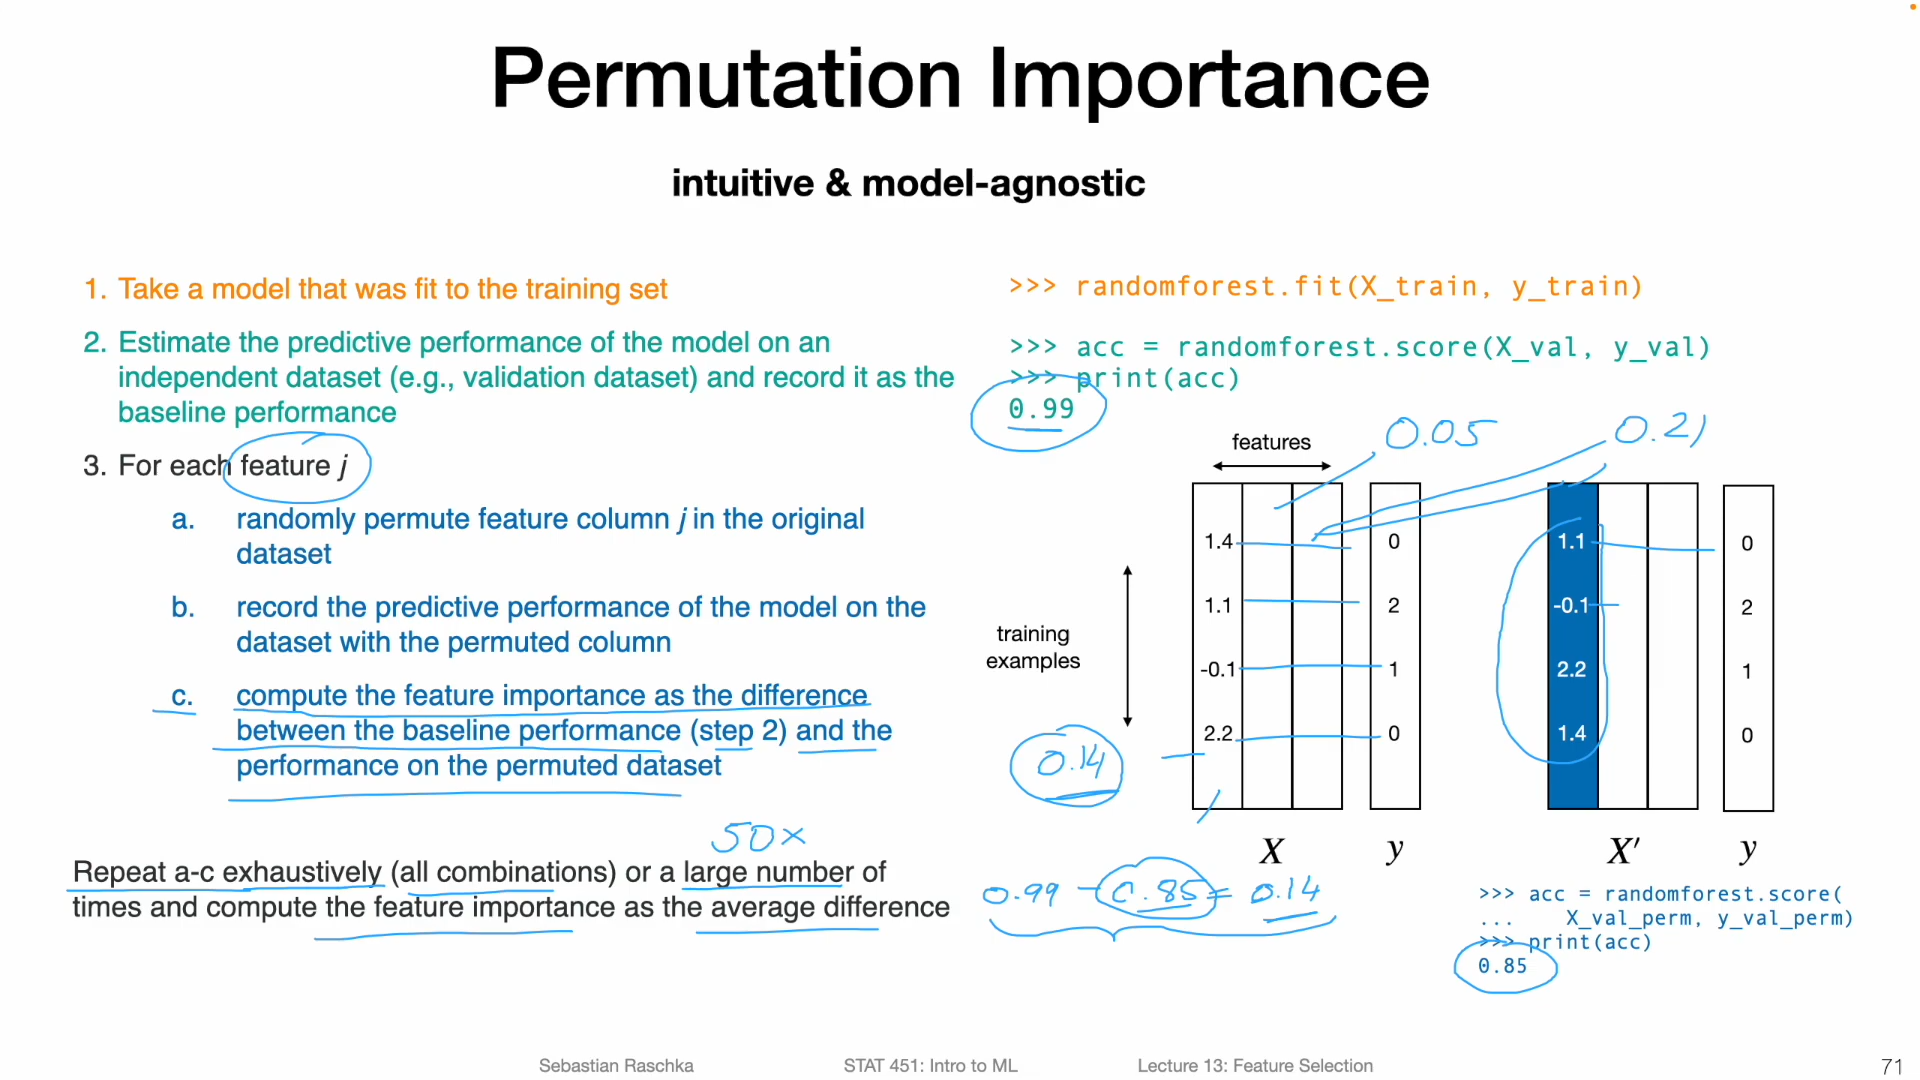 Permutation Importance
intuitive & model-agnostic
1. Take a model that was fit to the training set
2. Estimate the predictive performance of the model on an
independent dataset (e.g., validation dataset) and record it as the
baseline performance
3. For each feature j
a. randomly permute feature column j in the original
dataset
b. record the predictive performance of the model on the
dataset with the permuted column
c. compute the feature importance as the difference
between the baseline performance (step 2) and the
performance on the permuted dataset
50x
Repeat a-c exhaustively (all combinations) or a large number of
times and compute the feature importance as the average difference
>>> randomforest.fit(X_train, y_train)
>>> acc = randomforest.score(X_val, y_val)
>>> print(acc)
0.99
0.05
0.21
features
training
examples
1.4 0
1.1 2
-0.1 1
2.2 0
X y
1.1 0
-0.1 2
2.2 1
1.4 0
X′ y
0.14
0.99 - 0.85 = 0.14
>>> acc = randomforest.score(
... X_val_perm, y_val_perm)
>>> print(acc)
0.85
Sebastian Raschka STAT 451: Intro to ML Lecture 13: Feature Selection 71